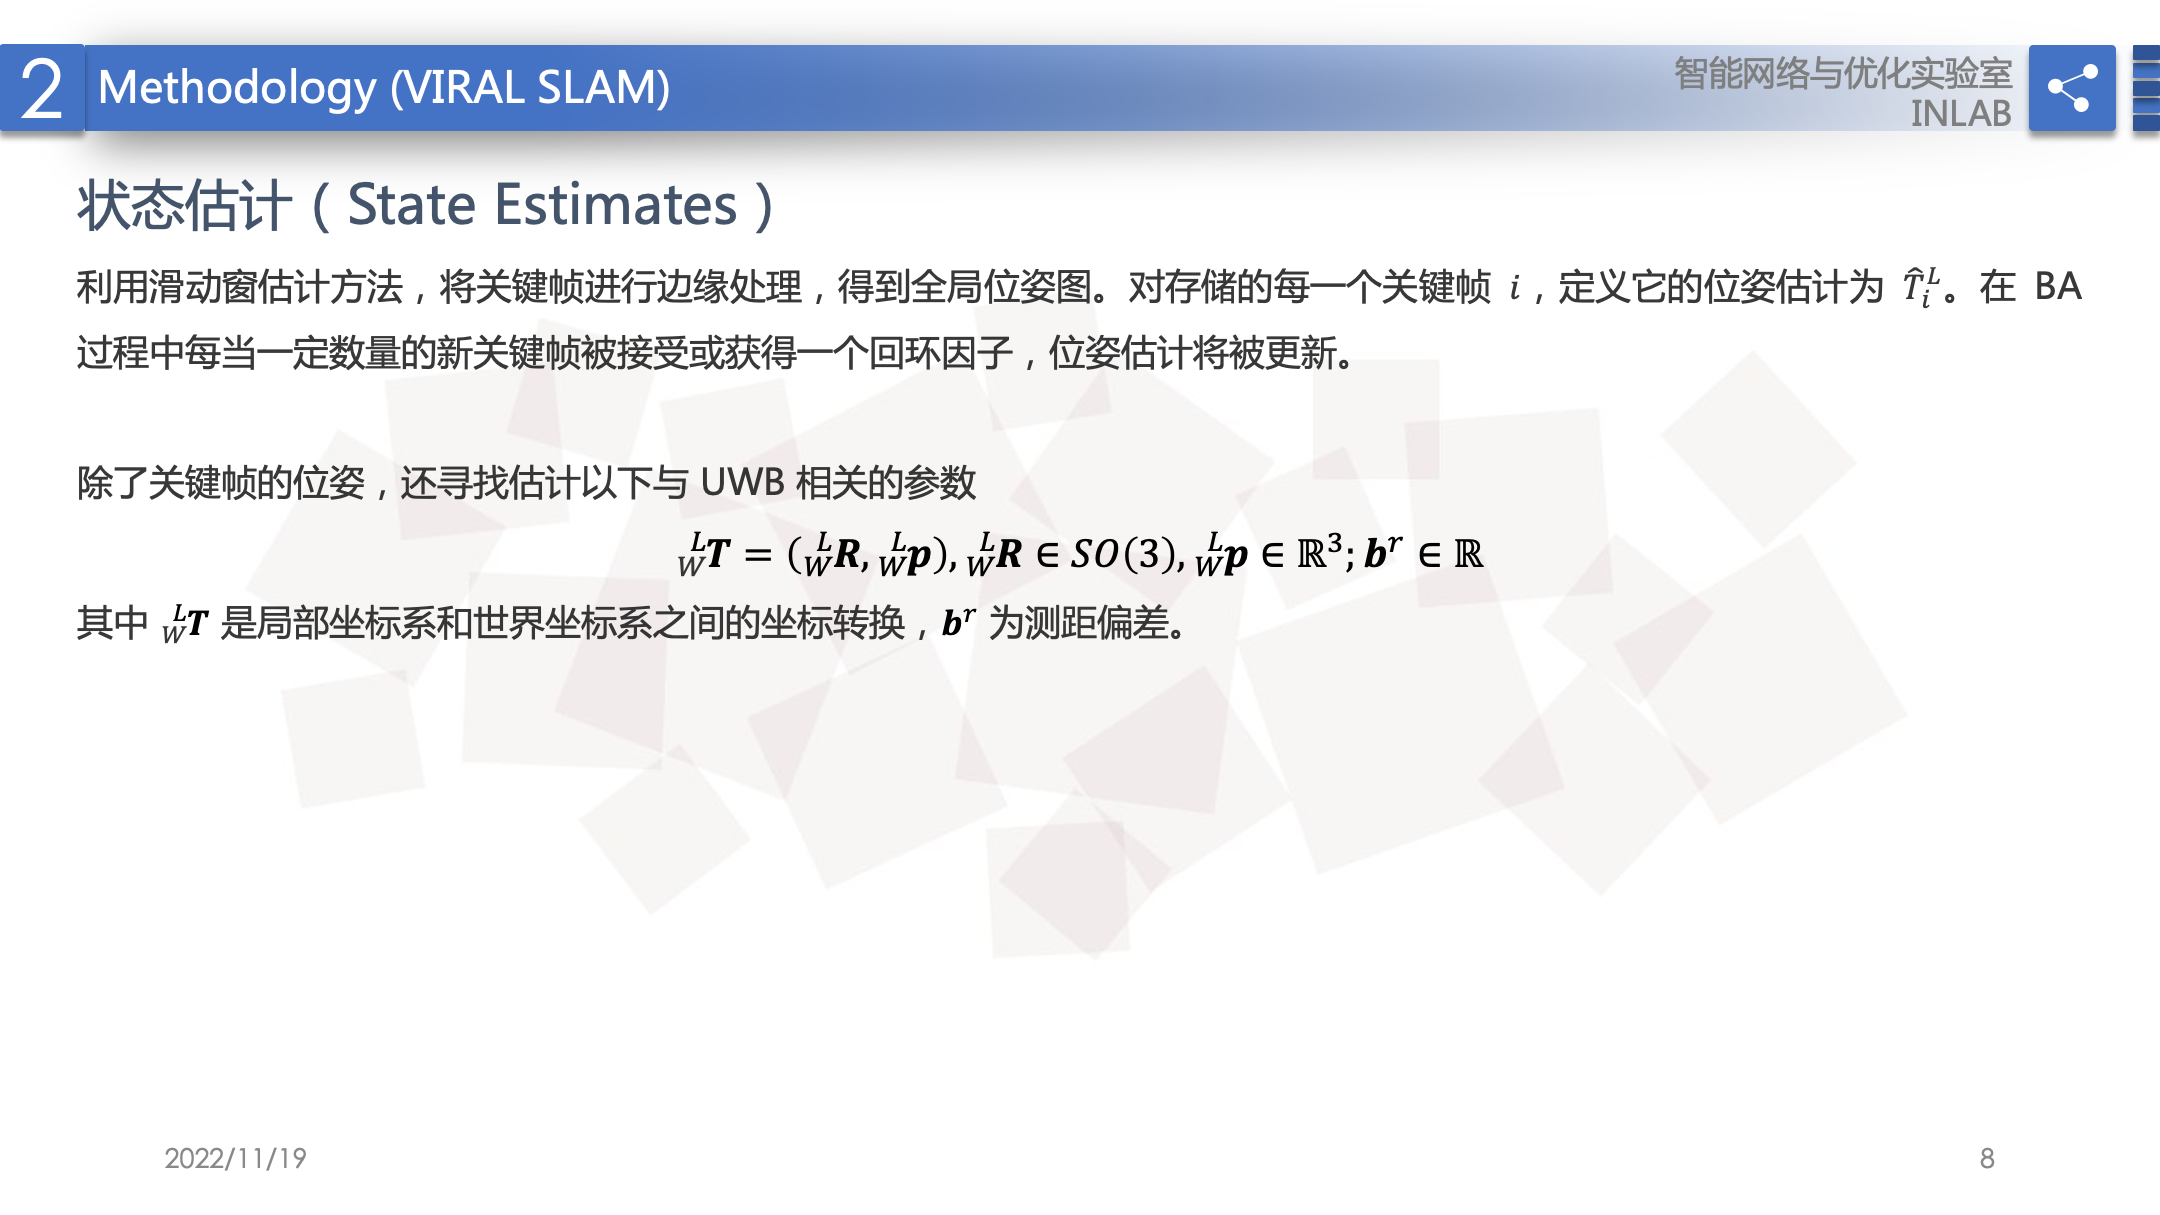 2
Methodology (VIRAL SLAM)
智能网络与优化实验室
INLAB
状态估计（State Estimates）
利用滑动窗估计方法，将关键帧进行边缘处理，得到全局位姿图。对存储的每一个关键帧 $i$，定义它的位姿估计为 $\hat{T}_i^L$。在 BA
过程中每当一定数量的新关键帧被接受或获得一个回环因子，位姿估计将被更新。
除了关键帧的位姿，还寻找估计以下与 UWB 相关的参数
${}_W^L\boldsymbol{T} = ({}_W^L\boldsymbol{R}, {}_W^L\boldsymbol{p}), {}_W^L\boldsymbol{R} \in SO(3), {}_W^L\boldsymbol{p} \in \mathbb{R}^3; \boldsymbol{b}^r \in \mathbb{R}$
其中 ${}_W^L\boldsymbol{T}$ 是局部坐标系和世界坐标系之间的坐标转换，$\boldsymbol{b}^r$ 为测距偏差。
2022/11/19
8